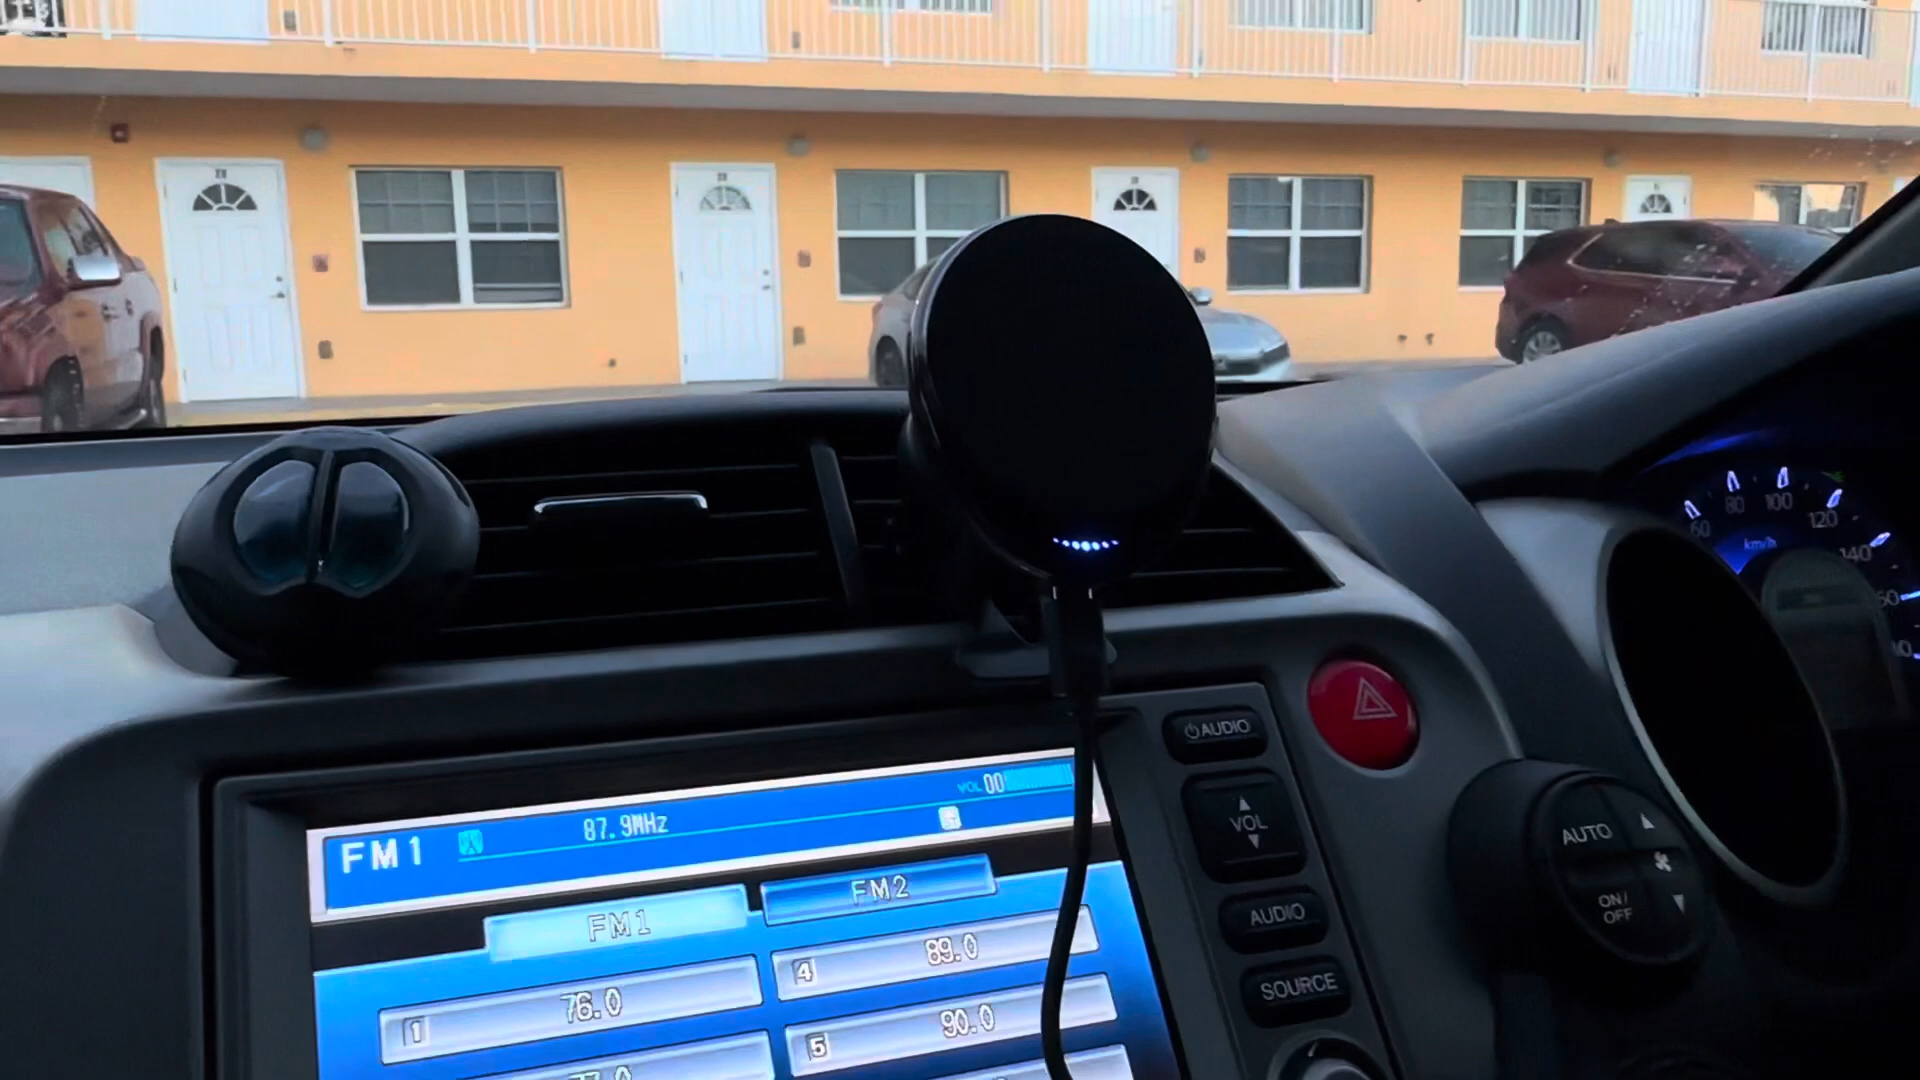 60 80 100 120
km/h 140
AUDIO
VOL 00
FM1 87.9MHz
VOL
AUTO
FM1 FM2
ON/
OFF
AUDIO
4 89.0
1 76.0
SOURCE
5 90.0